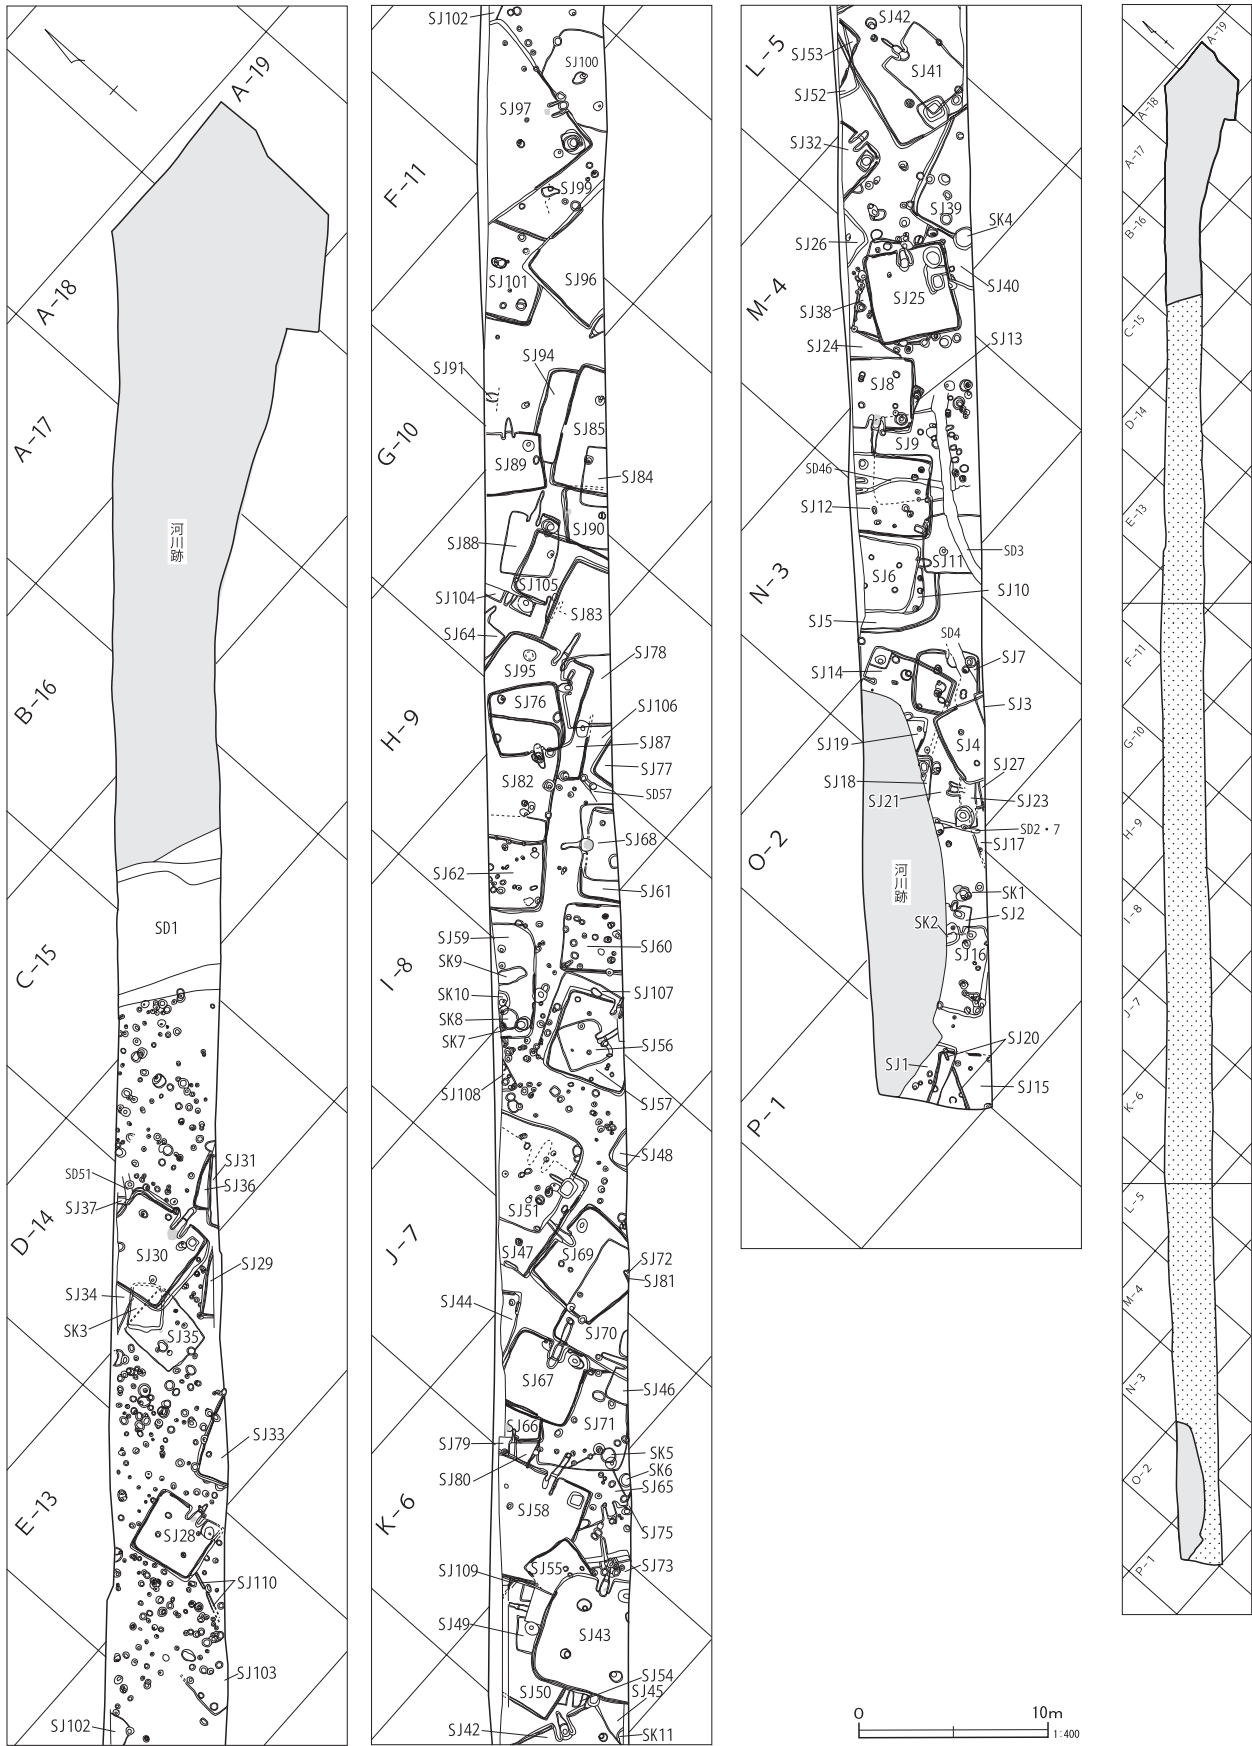 A-19
A-18
A-17
河川跡
B-16
SD1
C-15
SJ31
SD51
SJ36
SJ37
D-14
SJ30
SJ29
SJ34
SK3
SJ35
SJ33
E-13
SJ28
SJ110
SJ103
SJ102
SJ102
SJ100
SJ97
F-11
SJ99
SJ101
SJ96
SJ94
SJ91
SJ85
G-10
SJ89
SJ84
SJ90
SJ88
SJ105
SJ104
SJ83
SJ64
SJ78
SJ95
SJ76
SJ106
H-9
SJ87
SJ77
SJ82
SD57
SJ68
SJ62
SJ61
SJ59
SJ60
SK9
I-8
SK10
SJ107
SK8
SK7
SJ56
SJ108
SJ57
SJ48
SJ51
J-7
SJ47
SJ69
SJ72
SJ81
SJ44
SJ70
SJ67
SJ46
SJ66
SJ71
SJ79
SK5
SJ80
SK6
SJ65
K-6
SJ58
SJ75
SJ55
SJ73
SJ109
SJ49
SJ43
SJ54
SJ50
SJ45
SJ42
SK11
SJ42
L-5
SJ53
SJ41
SJ52
SJ32
SJ39
SK4
SJ26
SJ40
M-4
SJ25
SJ38
SJ24
SJ13
SJ8
SJ9
SD46
SJ12
SD3
SJ11
N-3
SJ6
SJ10
SJ5
SD4
SJ7
SJ14
SJ3
SJ19
SJ4
SJ27
SJ18
SJ21
SJ23
SD2・7
O-2
SJ17
河川跡
SK1
SJ2
SK2
SJ16
SJ20
SJ1
SJ15
P-1
0
10m
1:400
A-19
A-18
A-17
B-16
C-15
D-14
E-13
F-11
G-10
H-9
I-8
J-7
K-6
L-5
M-4
N-3
O-2
P-1